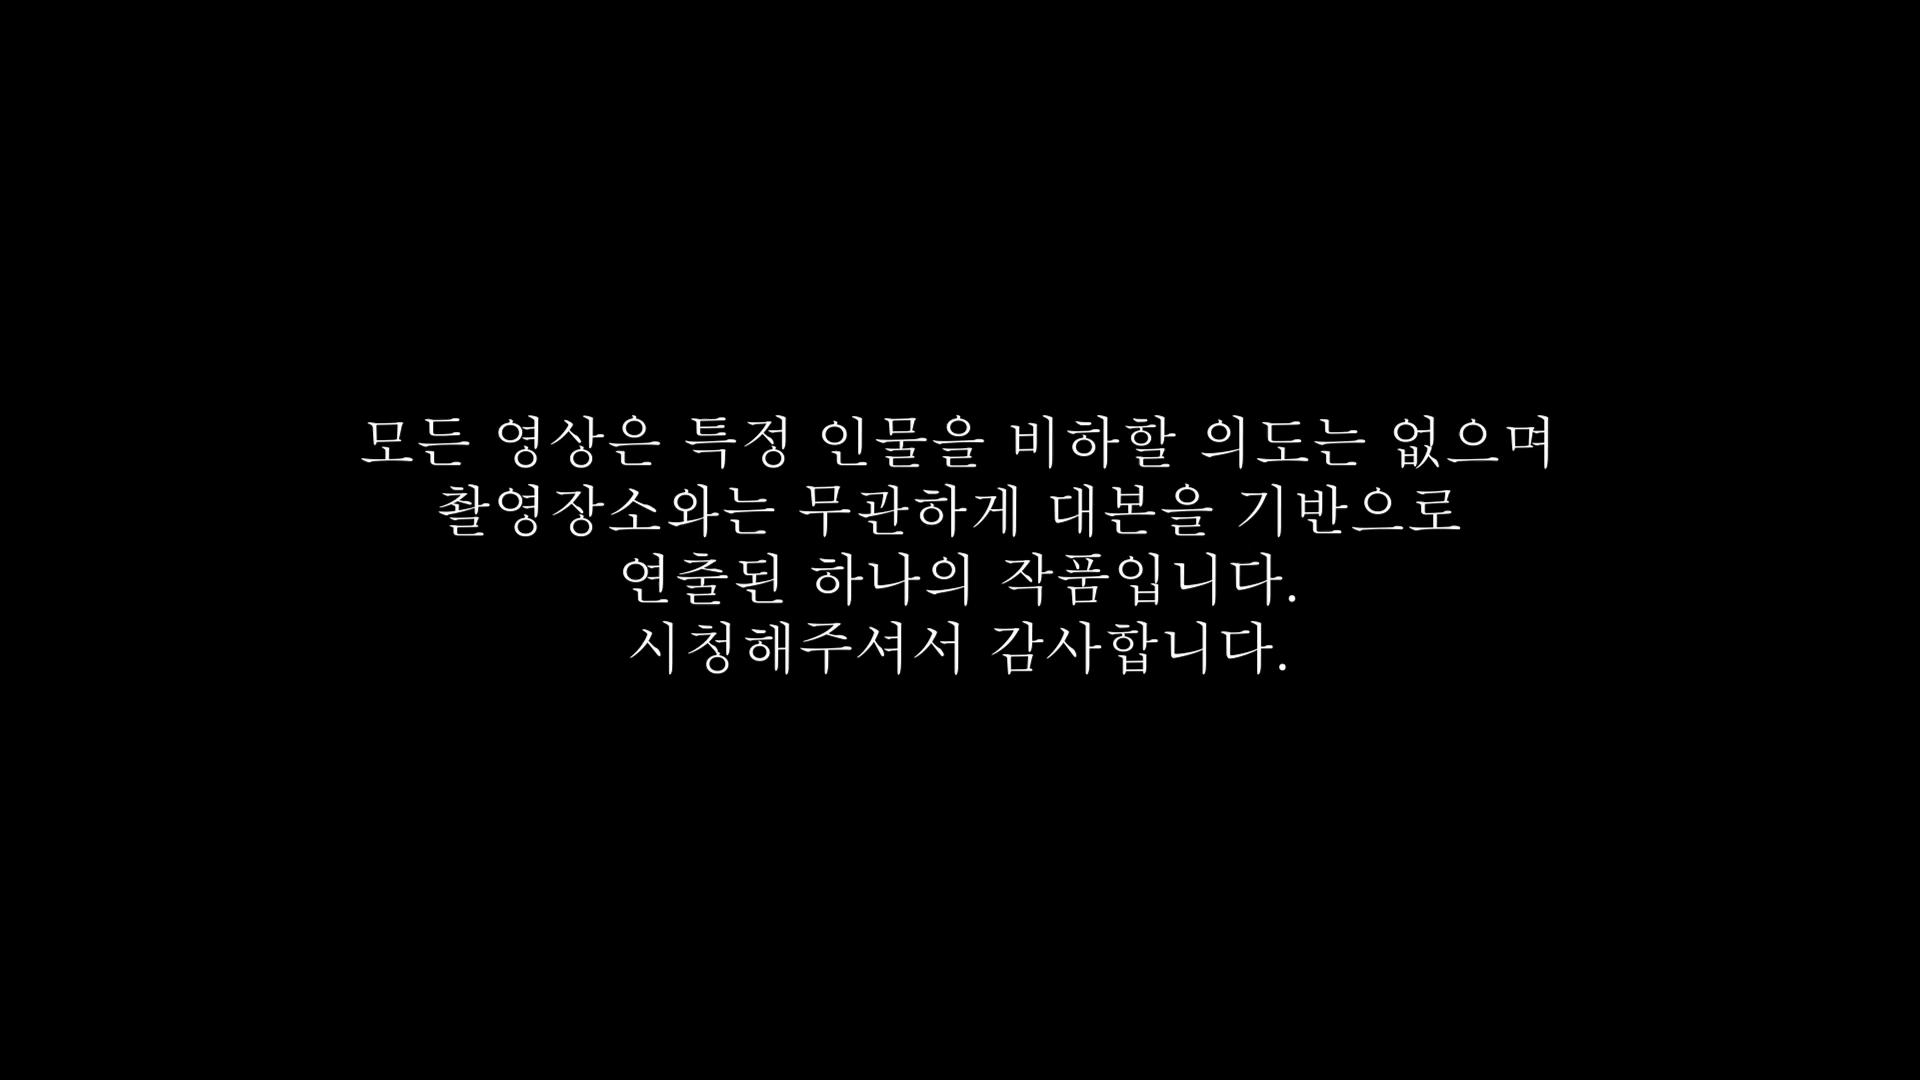 모든 영상은 특정 인물을 비하할 의도는 없으며
촬영장소와는 무관하게 대본을 기반으로
연출된 하나의 작품입니다.
시청해주셔서 감사합니다.